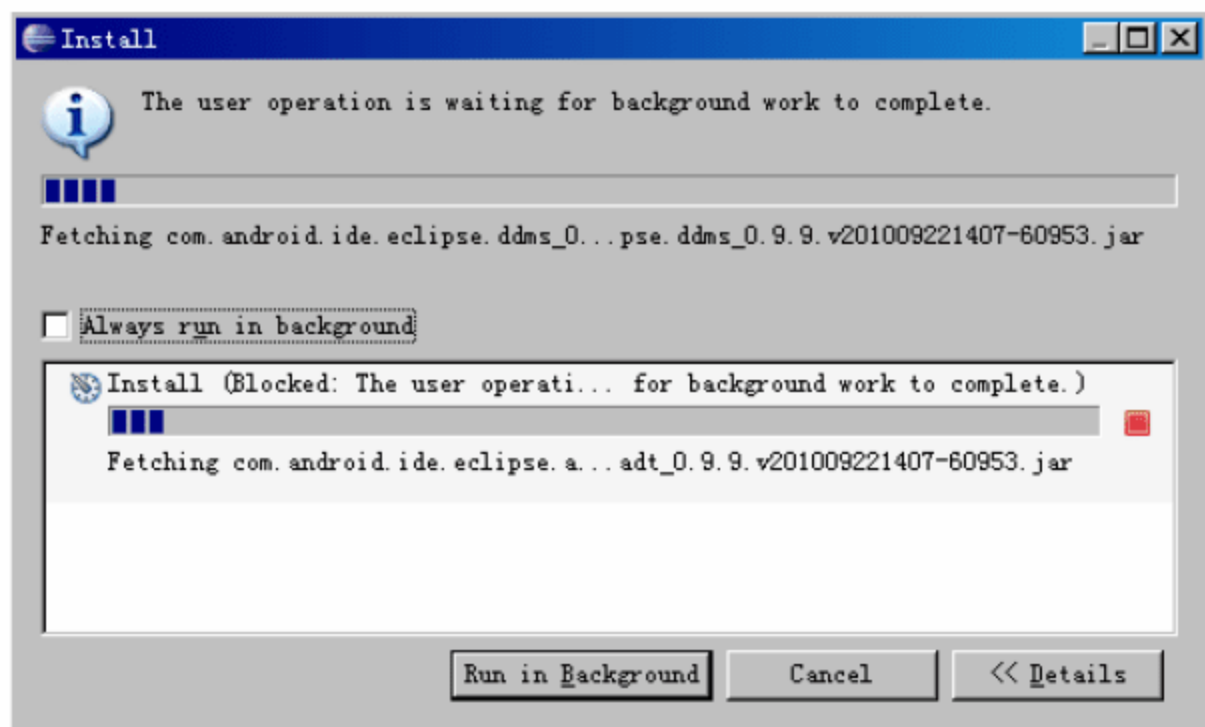 Install
The user operation is waiting for background work to complete.
Fetching com.android.ide.eclipse.ddms_0...pse.ddms_0.9.9.v201009221407-60953.jar
Always run in background
Install (Blocked: The user operati... for background work to complete.)
Fetching com.android.ide.eclipse.a...adt_0.9.9.v201009221407-60953.jar
Run in Background
Cancel
<< Details